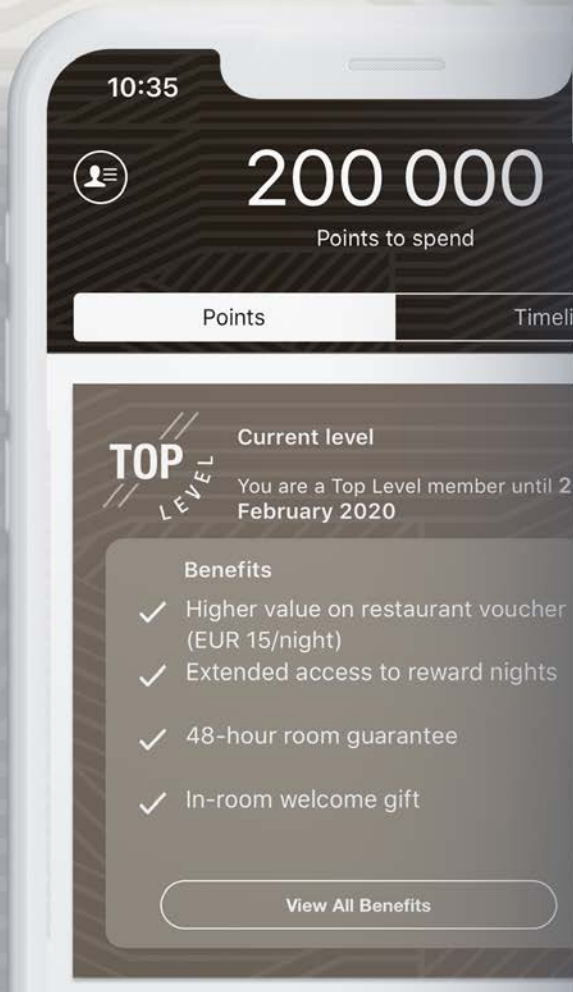 10:35
200 000
Points to spend
Points
Timeli
TOP
LEVEL
Current level
You are a Top Level member until 2
February 2020
Benefits
Higher value on restaurant voucher
(EUR 15/night)
Extended access to reward nights
48-hour room guarantee
In-room welcome gift
View All Benefits